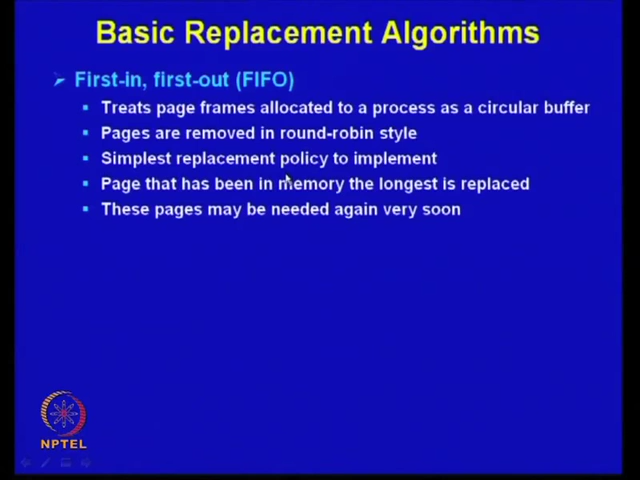 Basic Replacement Algorithms
First-in, first-out (FIFO)
Treats page frames allocated to a process as a circular buffer
Pages are removed in round-robin style
Simplest replacement policy to implement
Page that has been in memory the longest is replaced
These pages may be needed again very soon
NPTEL